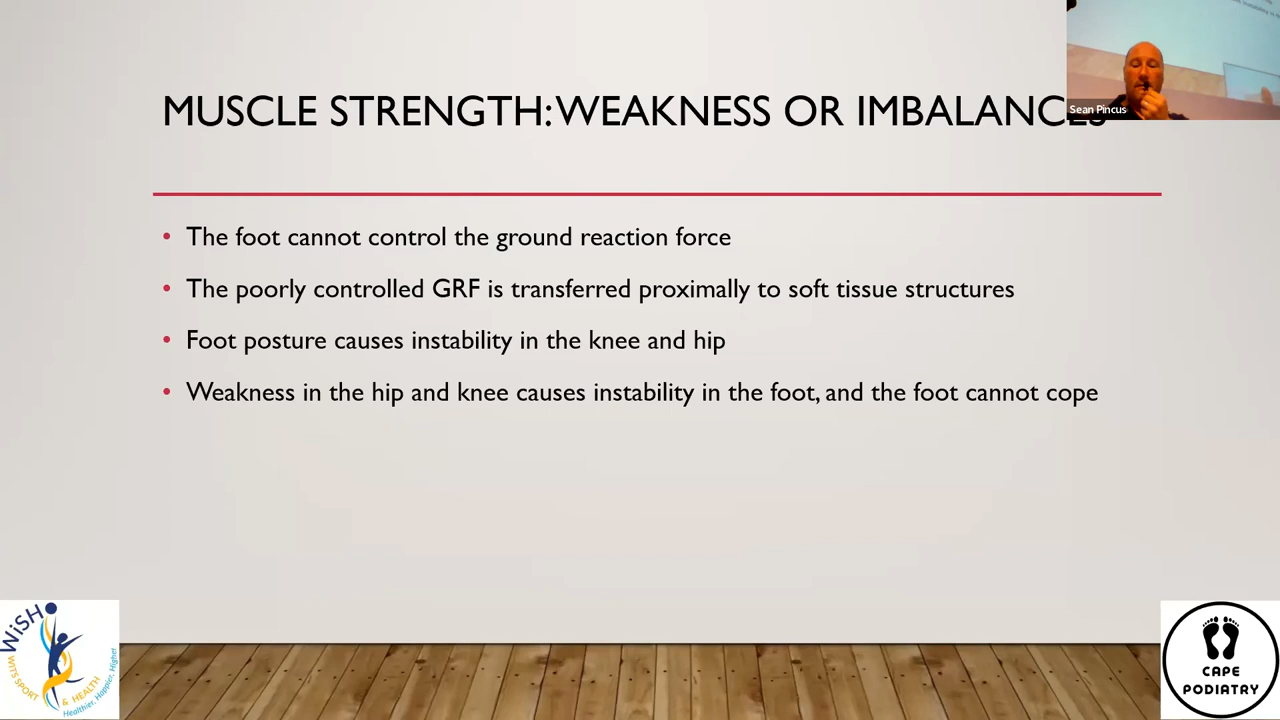 MUSCLE STRENGTH: WEAKNESS OR IMBALANCES
Sean Pincus
• The foot cannot control the ground reaction force
• The poorly controlled GRF is transferred proximally to soft tissue structures
• Foot posture causes instability in the knee and hip
• Weakness in the hip and knee causes instability in the foot, and the foot cannot cope
WiSH
WITS SPORT & HEALTH
Healthier, Happier, Higher
CAPE
PODIATRY